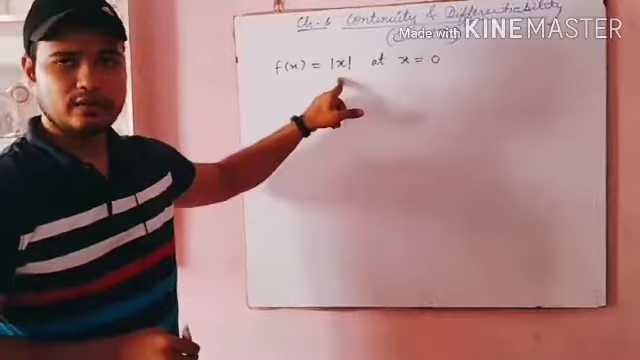 Ch-6 Continuity & Differentiability
Made with KINEMASTER
f(x) = |x| at x = 0